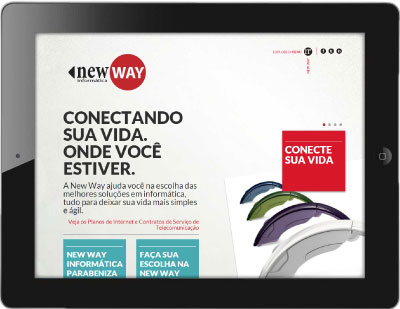 new WAY
informática
CONECTANDO
SUA VIDA.
ONDE VOCÊ
ESTIVER.
A New Way ajuda você na escolha das
melhores soluções em informática,
tudo para deixar sua vida mais simples
e ágil.
Veja os Planos de Internet e Contratos de Serviço de
Telecomunicação
CONECTE
SUA VIDA
NEW WAY
INFORMÁTICA
PARABENIZA
FAÇA SUA
ESCOLHA NA
NEW WAY